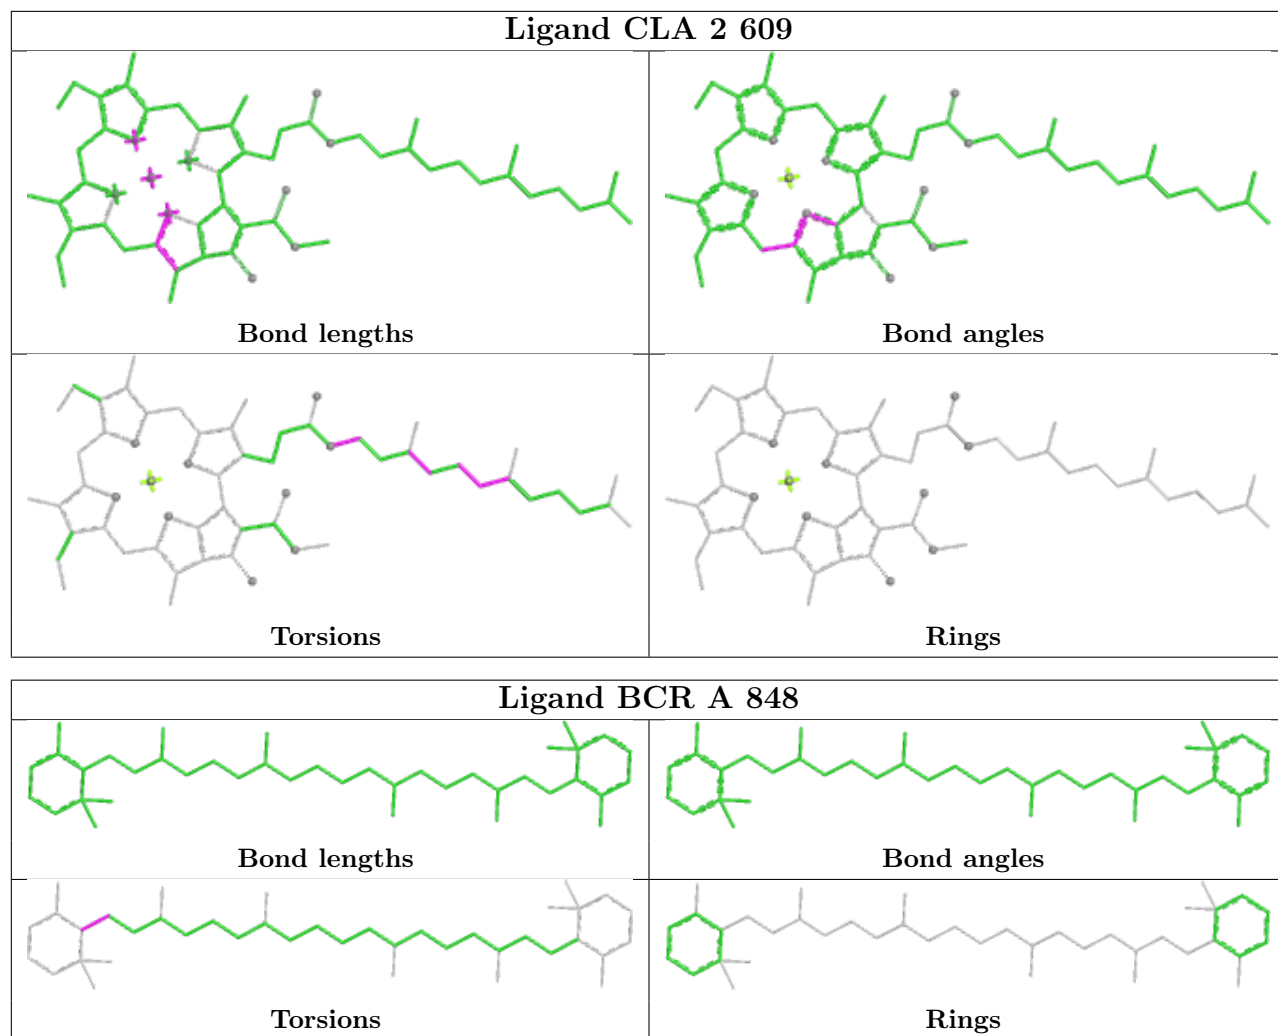 Ligand CLA 2 609
Bond lengths
Bond angles
Torsions
Rings
Ligand BCR A 848
Bond lengths
Bond angles
Torsions
Rings